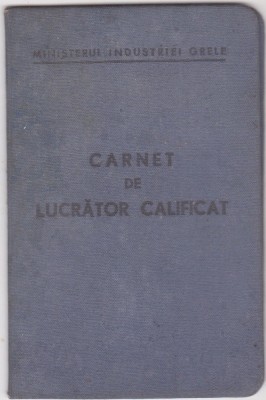 MINISTERUL INDUSTRIEI GRELE
CARNET
DE
LUCRĂTOR CALIFICAT